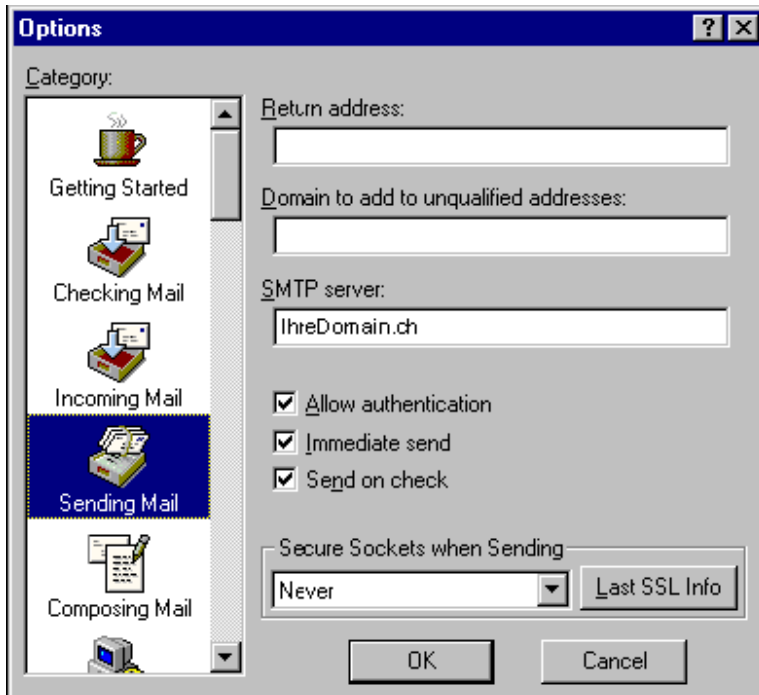 Options
Category:
Getting Started
Checking Mail
Incoming Mail
Sending Mail
Composing Mail
Return address:
Domain to add to unqualified addresses:
SMTP server:
IhreDomain.ch
Allow authentication
Immediate send
Send on check
Secure Sockets when Sending
Never
Last SSL Info
OK
Cancel